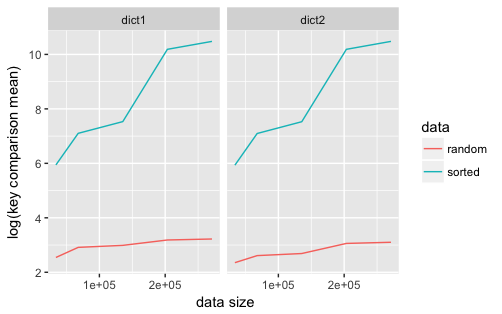 dict1 dict2
log(key comparison mean)
10
8
6
4
2
1e+05 2e+05 1e+05 2e+05
data size
data
random
sorted